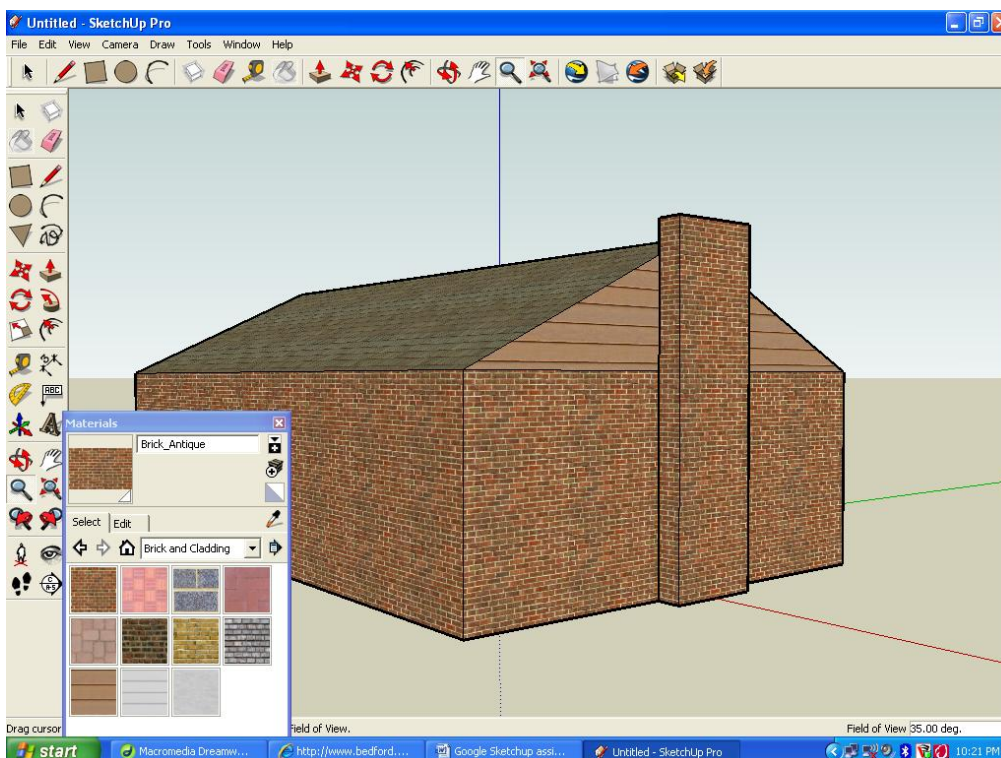 Untitled - SketchUp Pro
File Edit View Camera Draw Tools Window Help
ABC
Materials
Brick_Antique
Select Edit
Brick and Cladding
Drag cursor
Field of View.
Field of View 35.00 deg.
start
Macromedia Dreamw...
http://www.bedford....
Google Sketchup assi...
Untitled - SketchUp Pro
10:21 PM